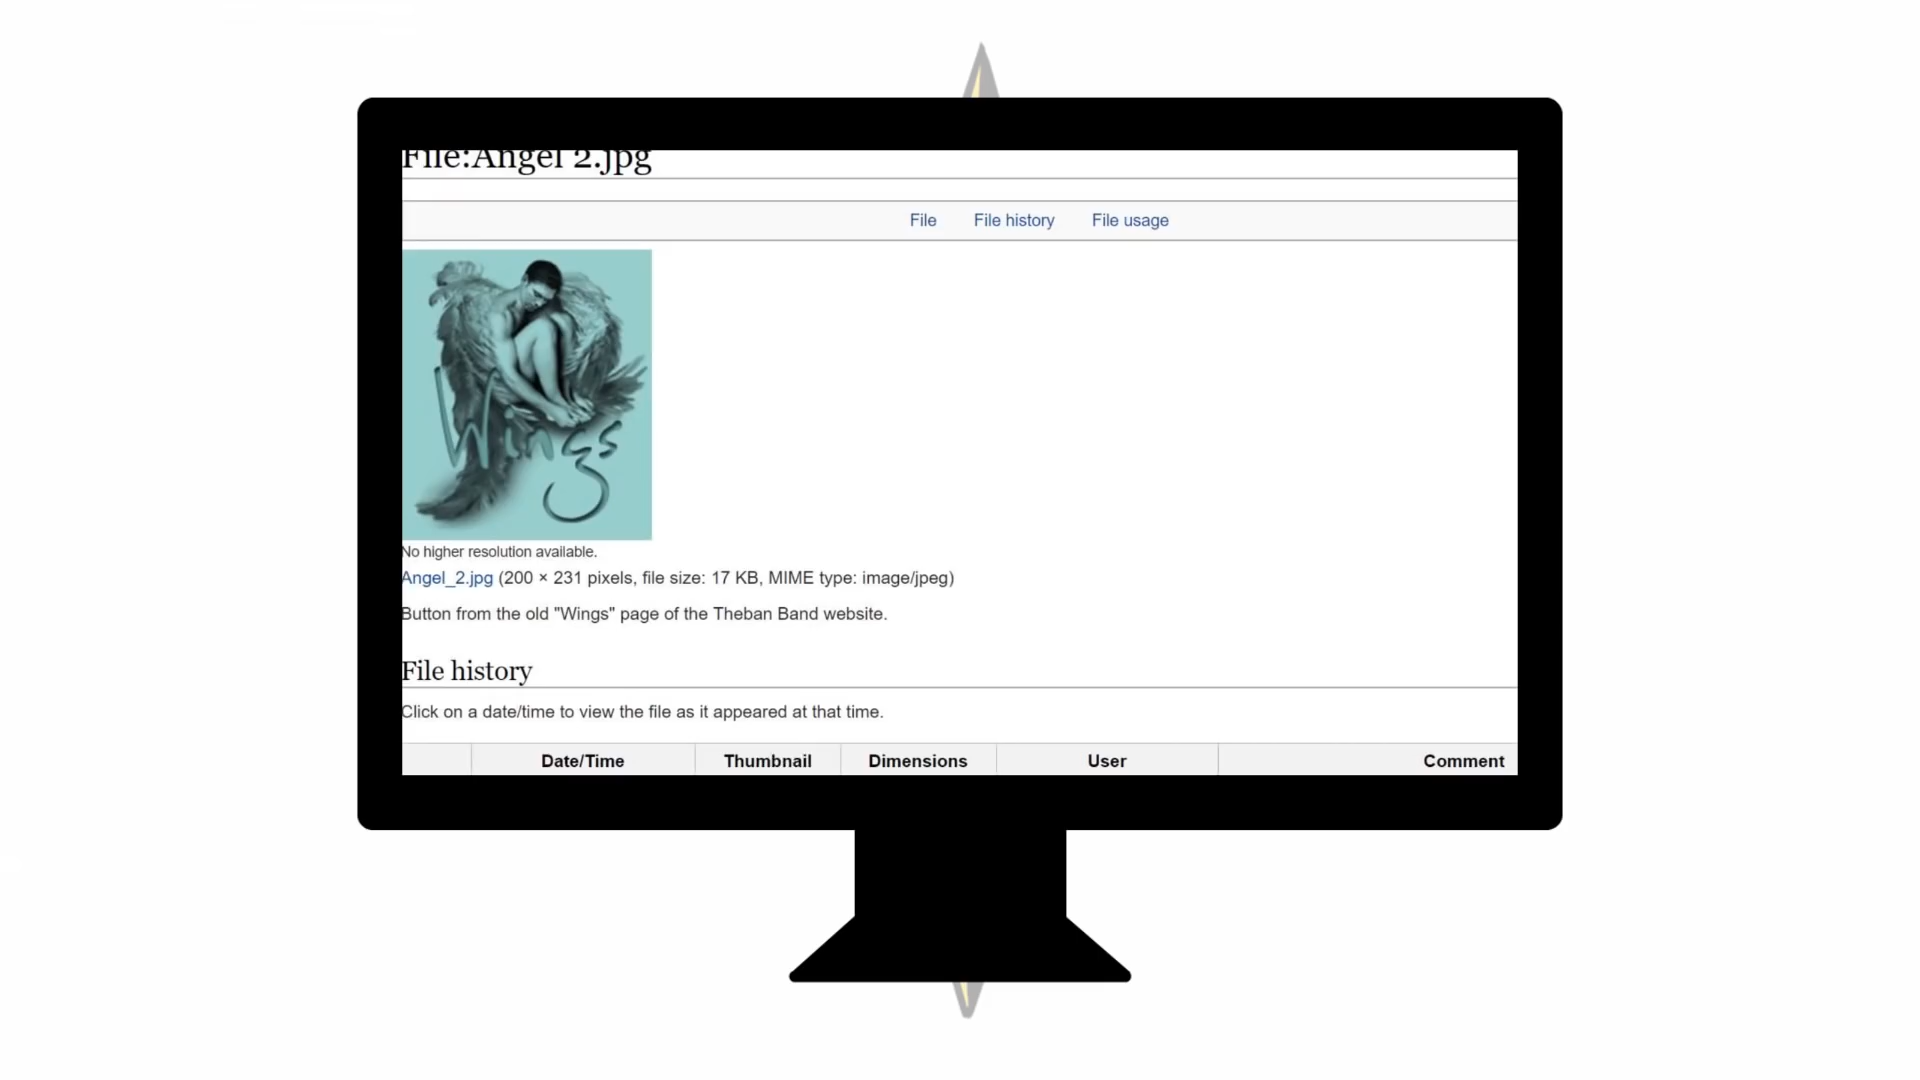 File:Angel 2.jpg
File File history File usage
Wings
No higher resolution available.
Angel_2.jpg (200 × 231 pixels, file size: 17 KB, MIME type: image/jpeg)
Button from the old "Wings" page of the Theban Band website.
File history
Click on a date/time to view the file as it appeared at that time.
Date/Time Thumbnail Dimensions User Comment